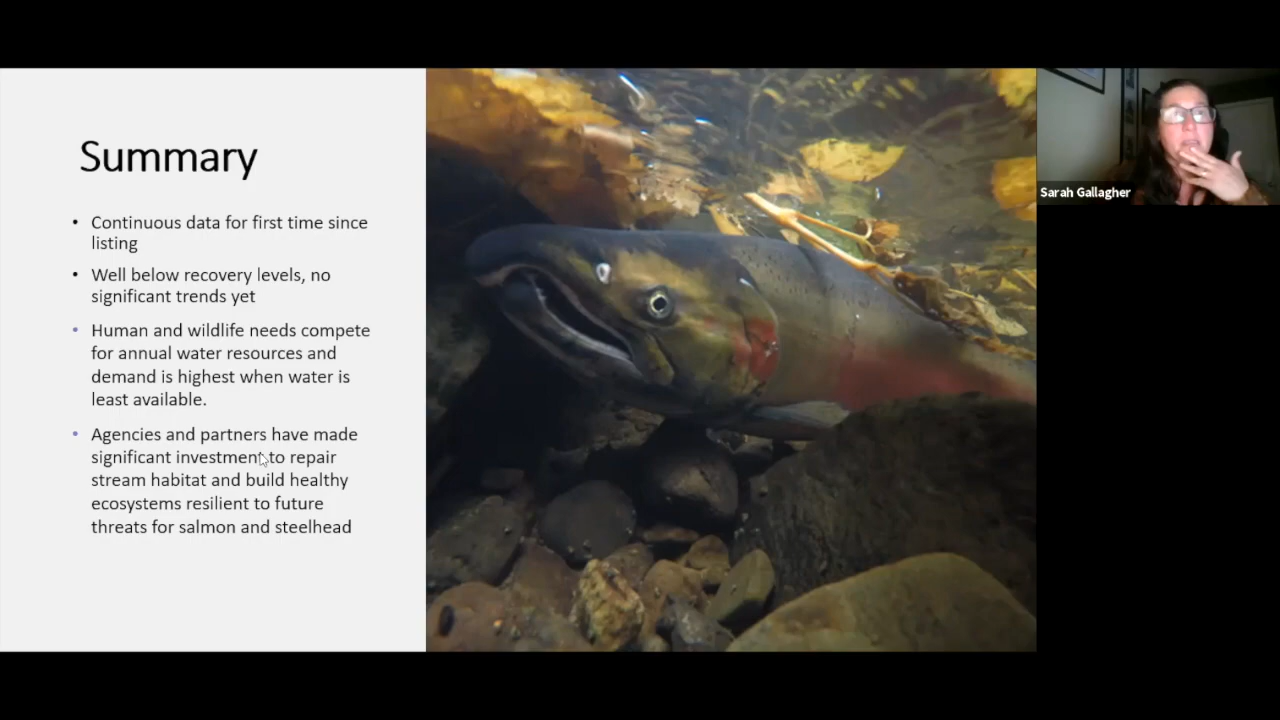 Summary
• Continuous data for first time since
listing
• Well below recovery levels, no
significant trends yet
• Human and wildlife needs compete
for annual water resources and
demand is highest when water is
least available.
• Agencies and partners have made
significant investment to repair
stream habitat and build healthy
ecosystems resilient to future
threats for salmon and steelhead
Sarah Gallagher